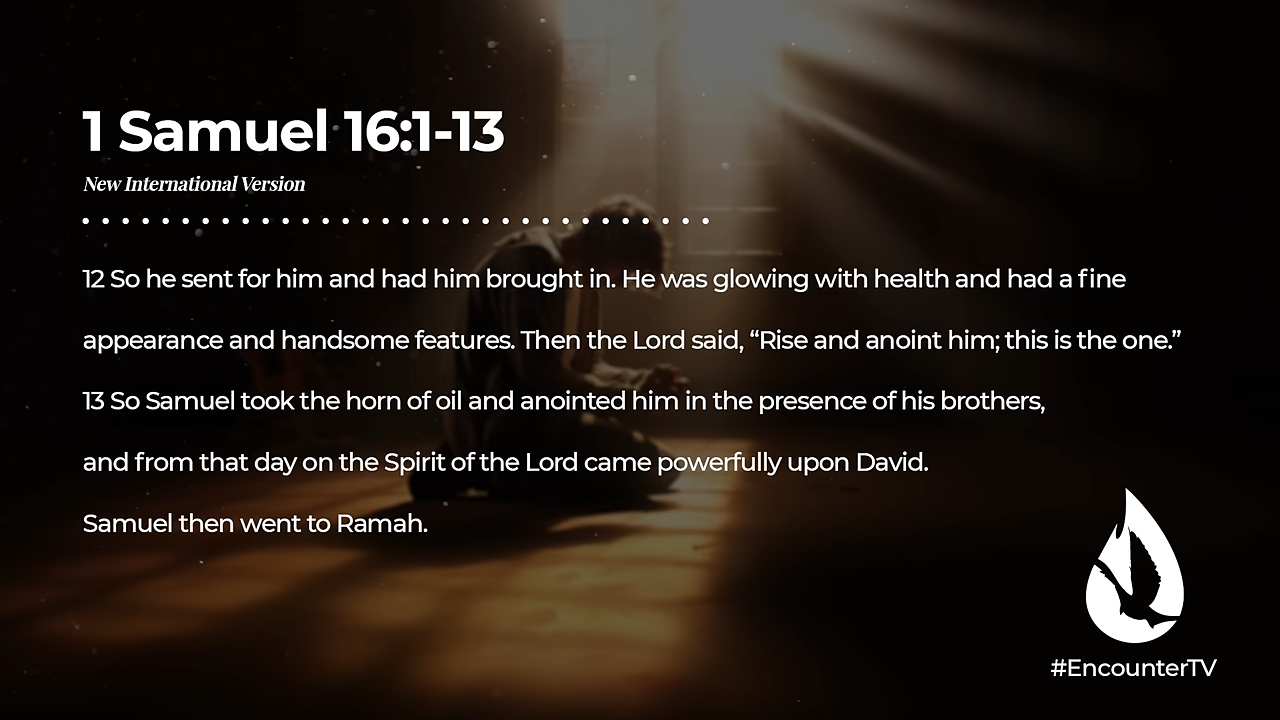 1 Samuel 16:1-13
New International Version
12 So he sent for him and had him brought in. He was glowing with health and had a fine
appearance and handsome features. Then the Lord said, “Rise and anoint him; this is the one.”
13 So Samuel took the horn of oil and anointed him in the presence of his brothers,
and from that day on the Spirit of the Lord came powerfully upon David.
Samuel then went to Ramah.
#EncounterTV